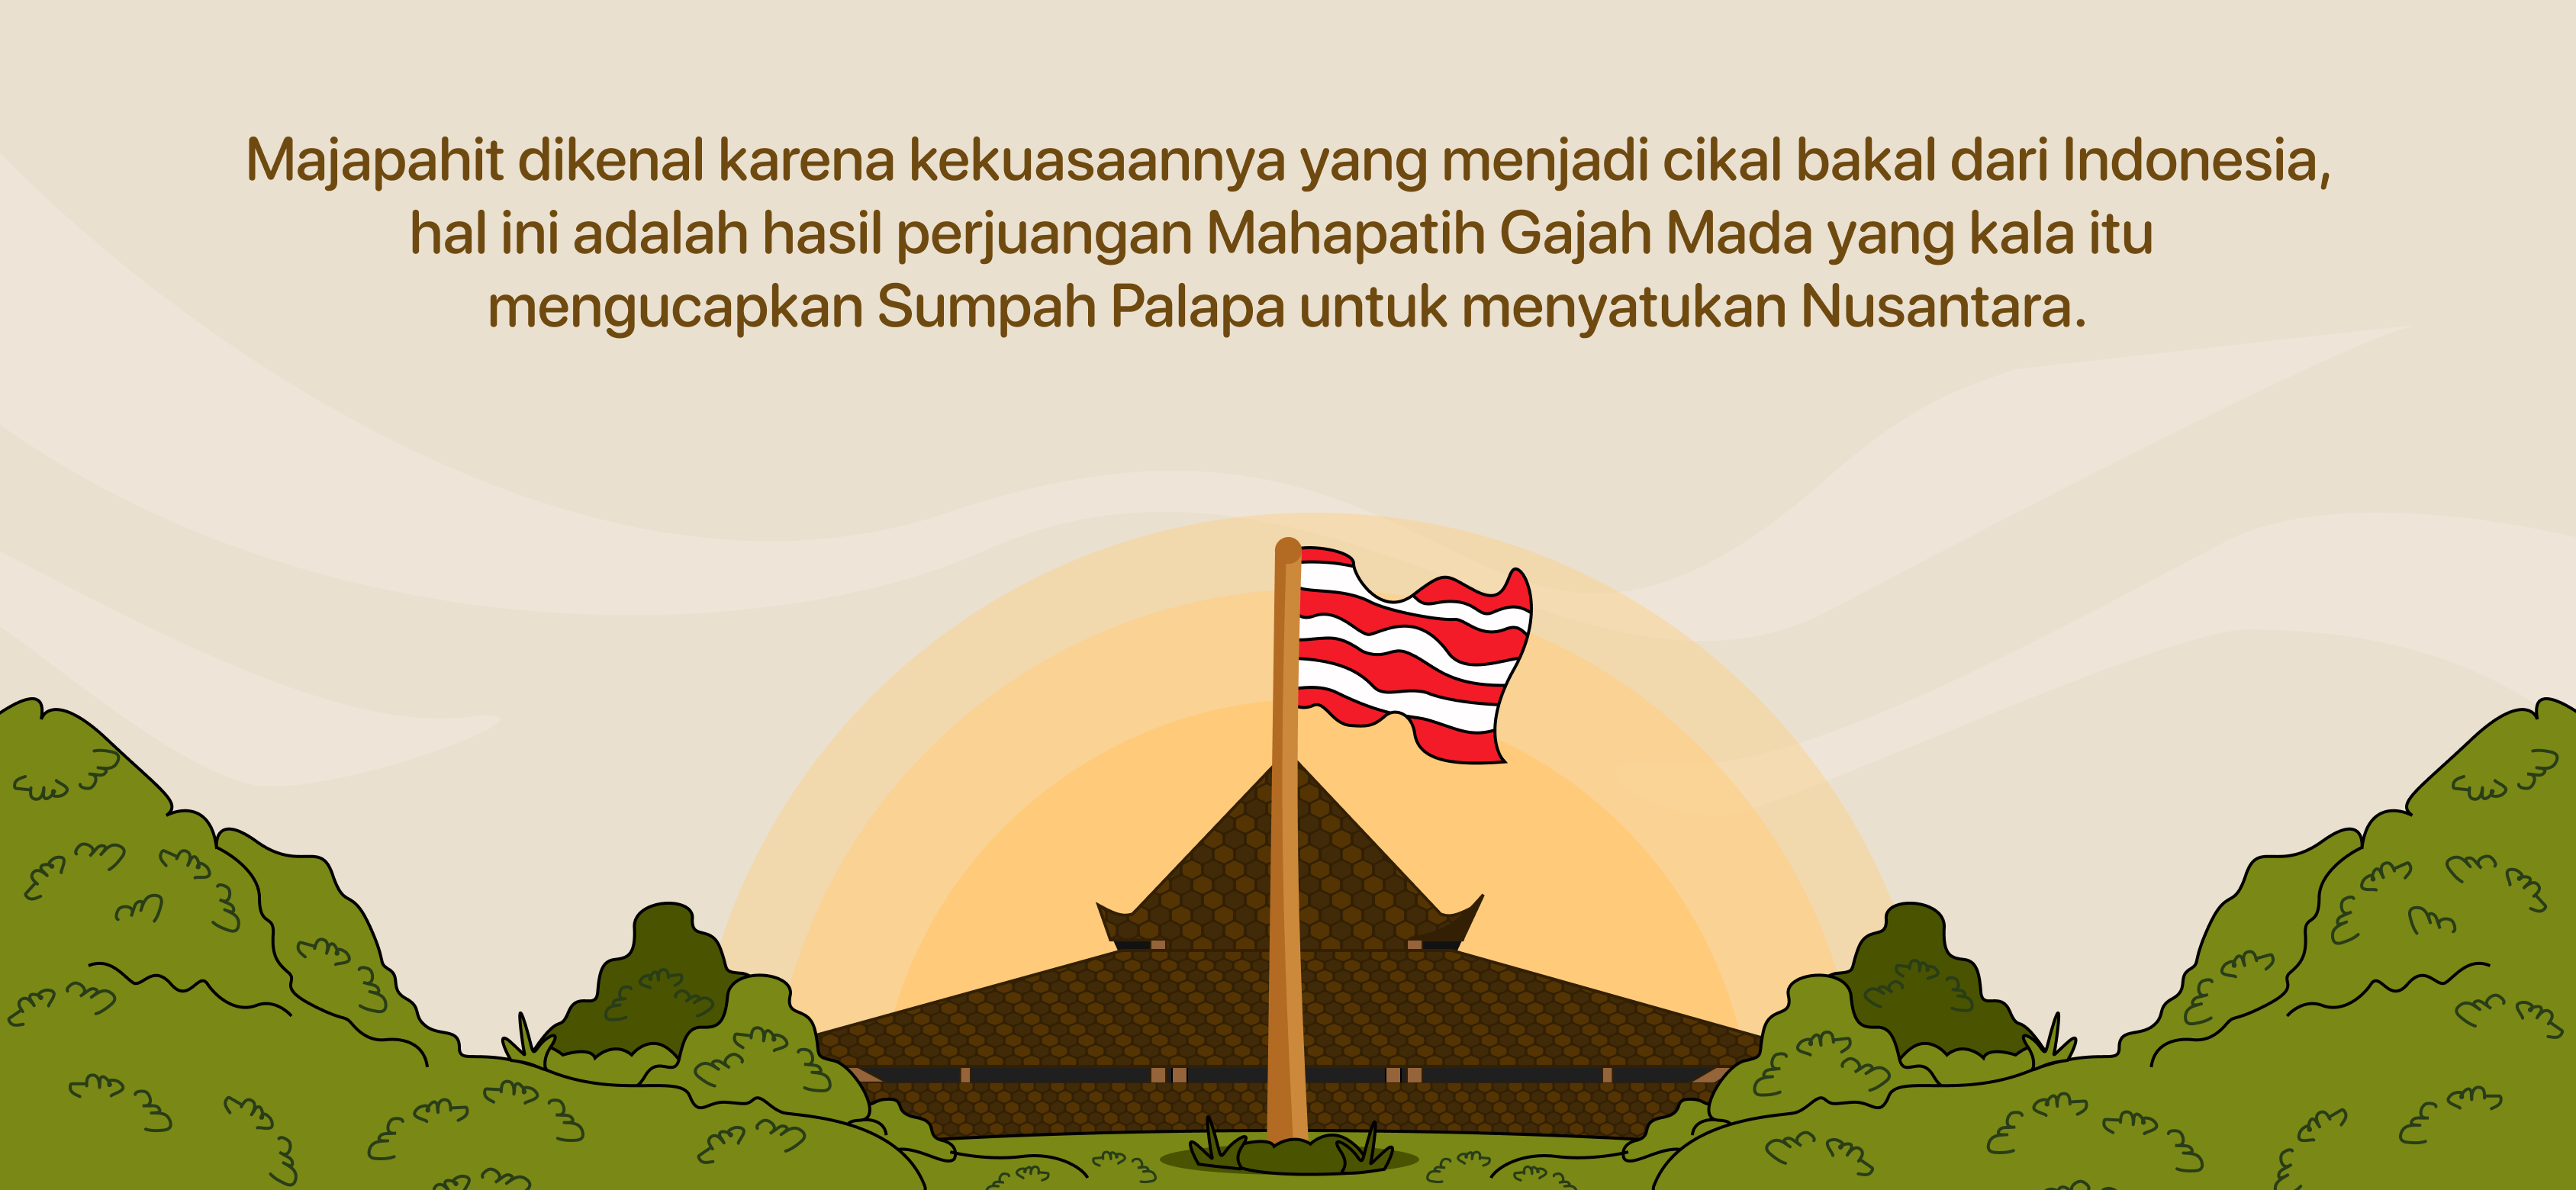 Majapahit dikenal karena kekuasaannya yang menjadi cikal bakal dari Indonesia,
hal ini adalah hasil perjuangan Mahapatih Gajah Mada yang kala itu
mengucapkan Sumpah Palapa untuk menyatukan Nusantara.